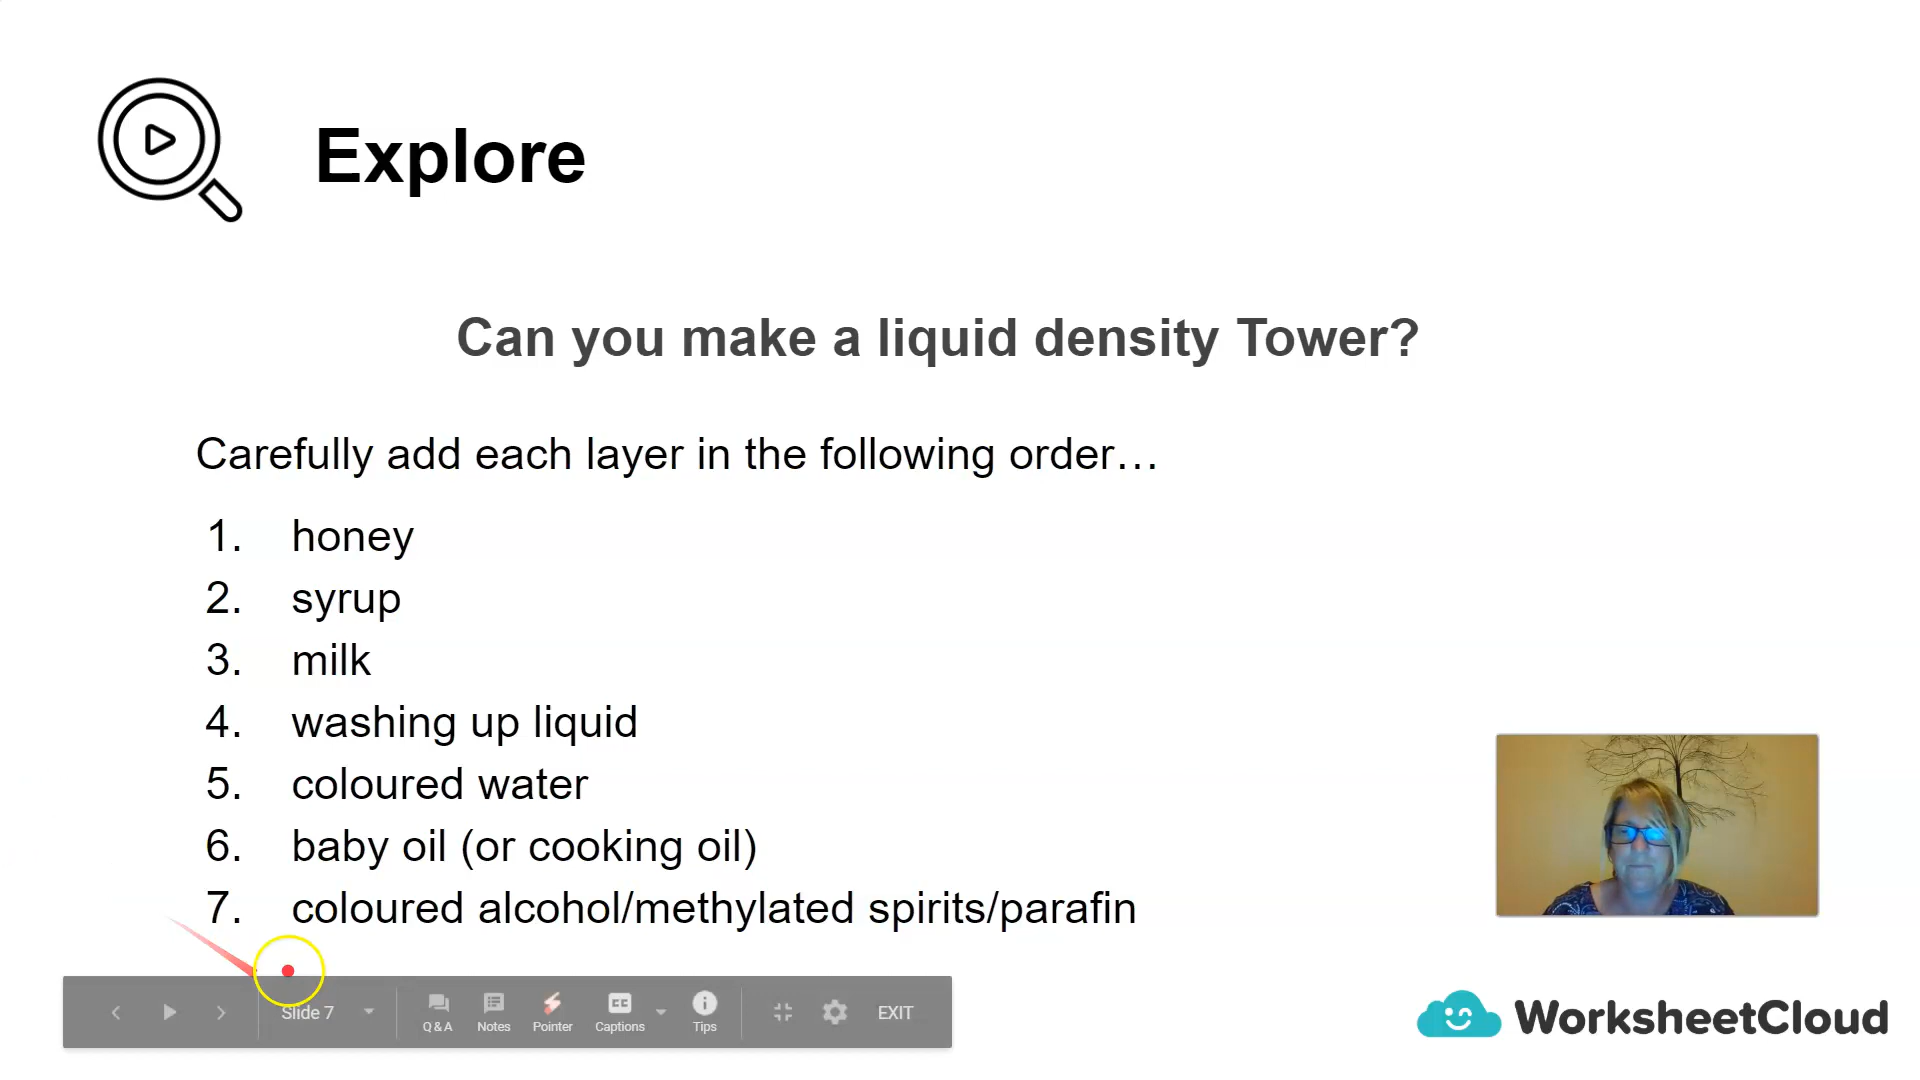 Explore
Can you make a liquid density Tower?
Carefully add each layer in the following order…
1. honey
2. syrup
3. milk
4. washing up liquid
5. coloured water
6. baby oil (or cooking oil)
7. coloured alcohol/methylated spirits/parafin
Slide 7 Q & A Notes Pointer CC Captions Tips EXIT
WorksheetCloud